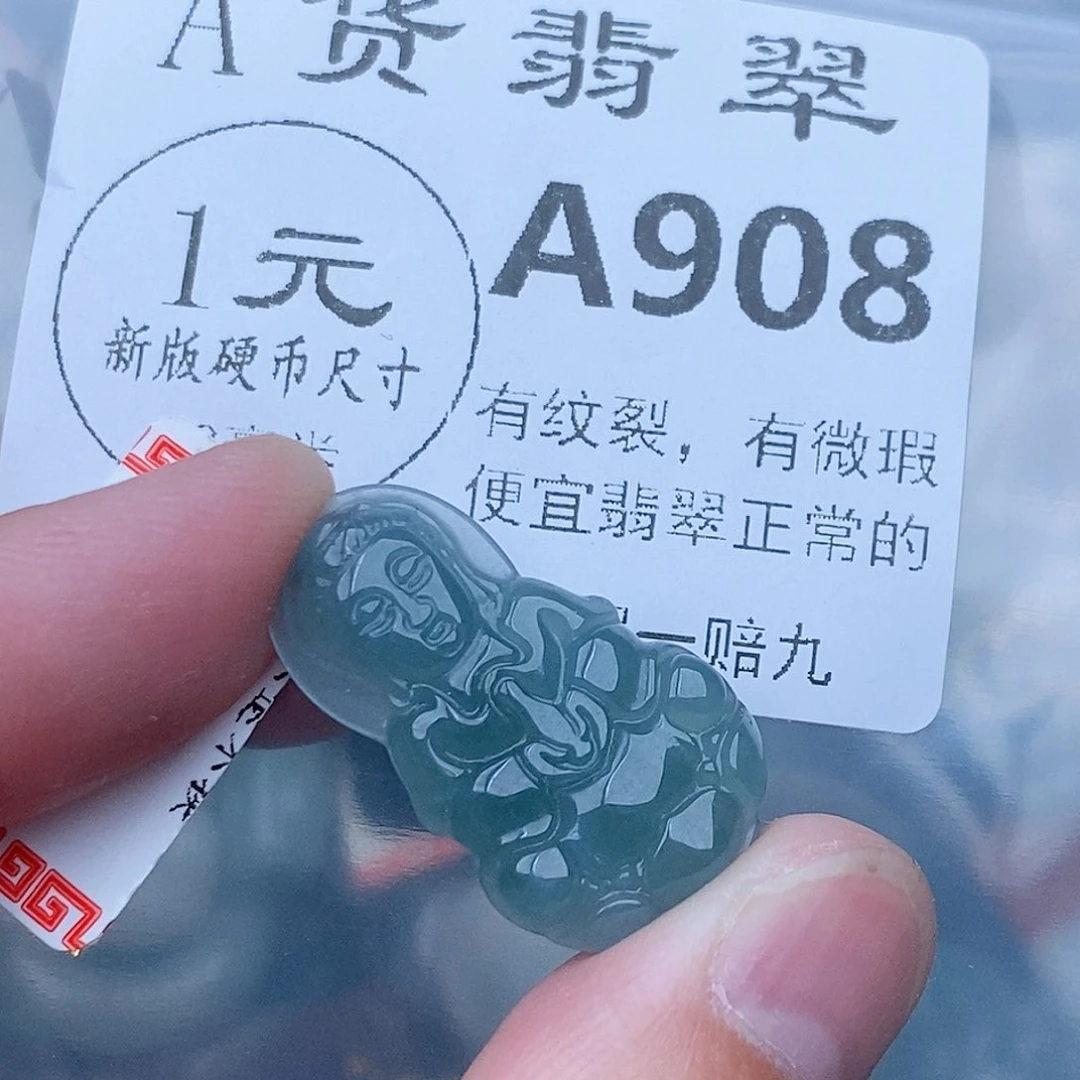 A货翡翠
1元
新版硬币尺寸
A908
有纹裂，有微瑕
便宜翡翠正常的
一赔九